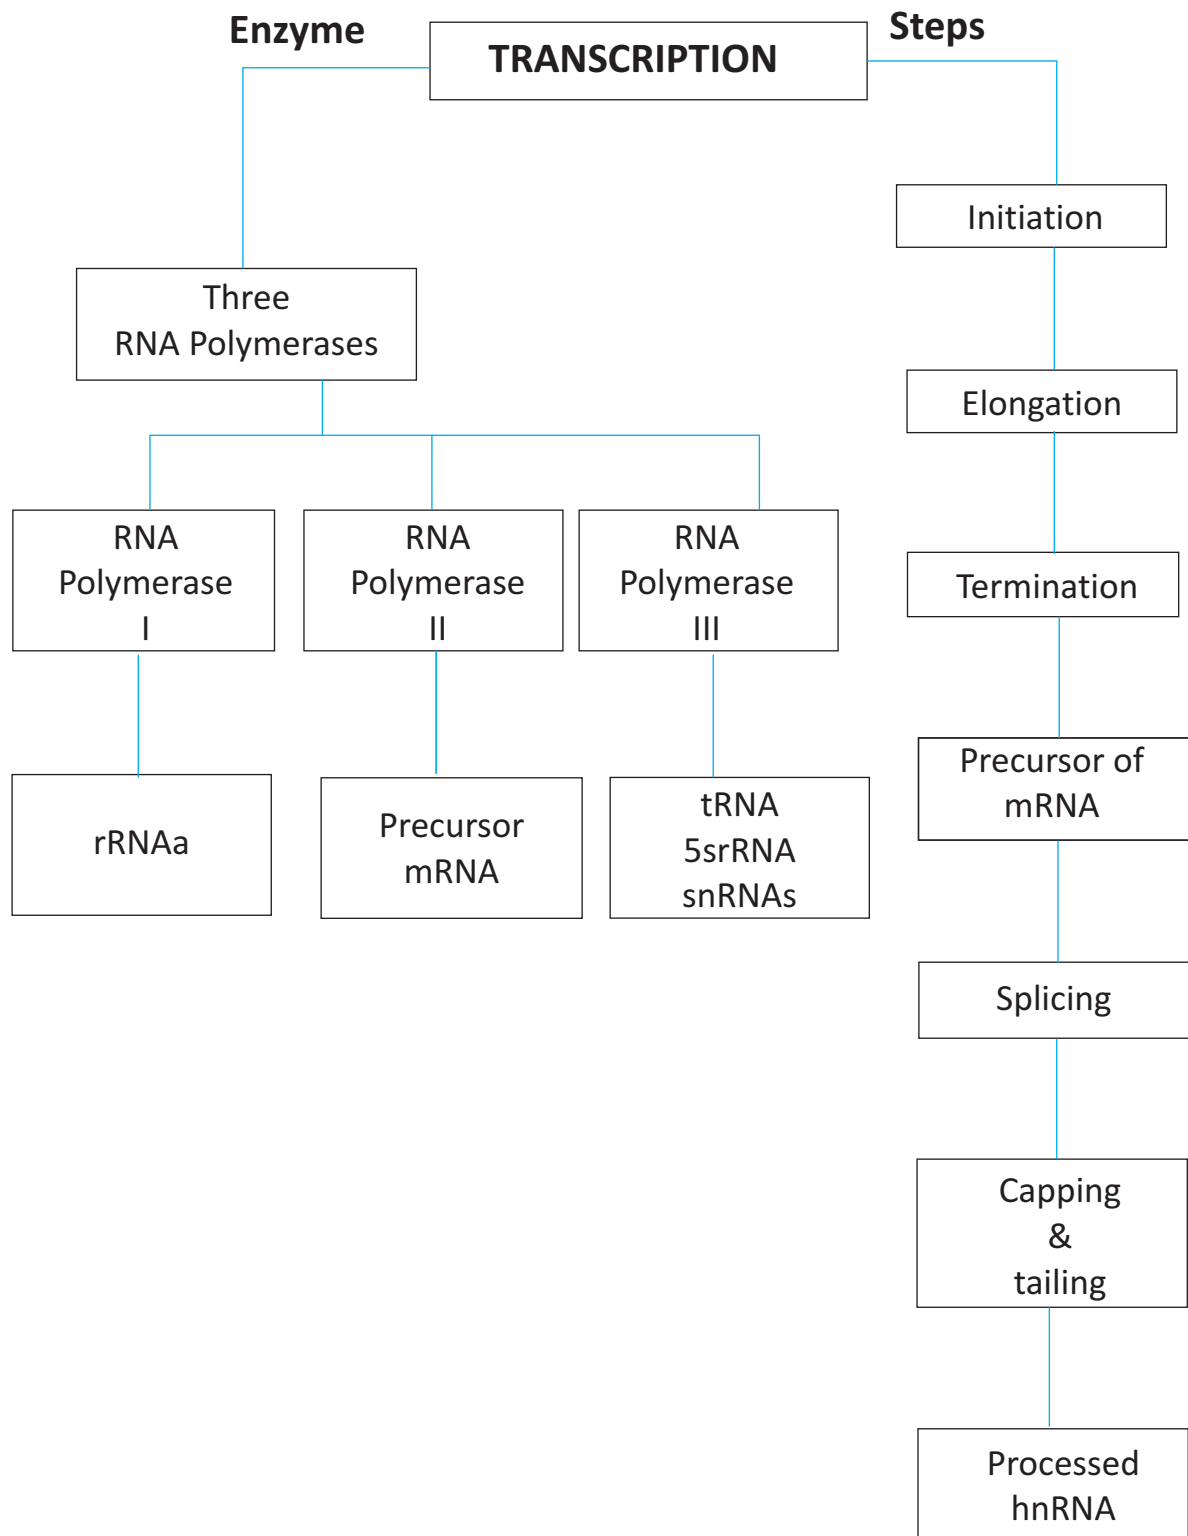 Enzyme
TRANSCRIPTION
Steps
Initiation
Three
RNA Polymerases
Elongation
RNA
Polymerase
I
RNA
Polymerase
II
RNA
Polymerase
III
Termination
Precursor of
mRNA
rRNAa
Precursor
mRNA
tRNA
5srRNA
snRNAs
Splicing
Capping
&
tailing
Processed
hnRNA